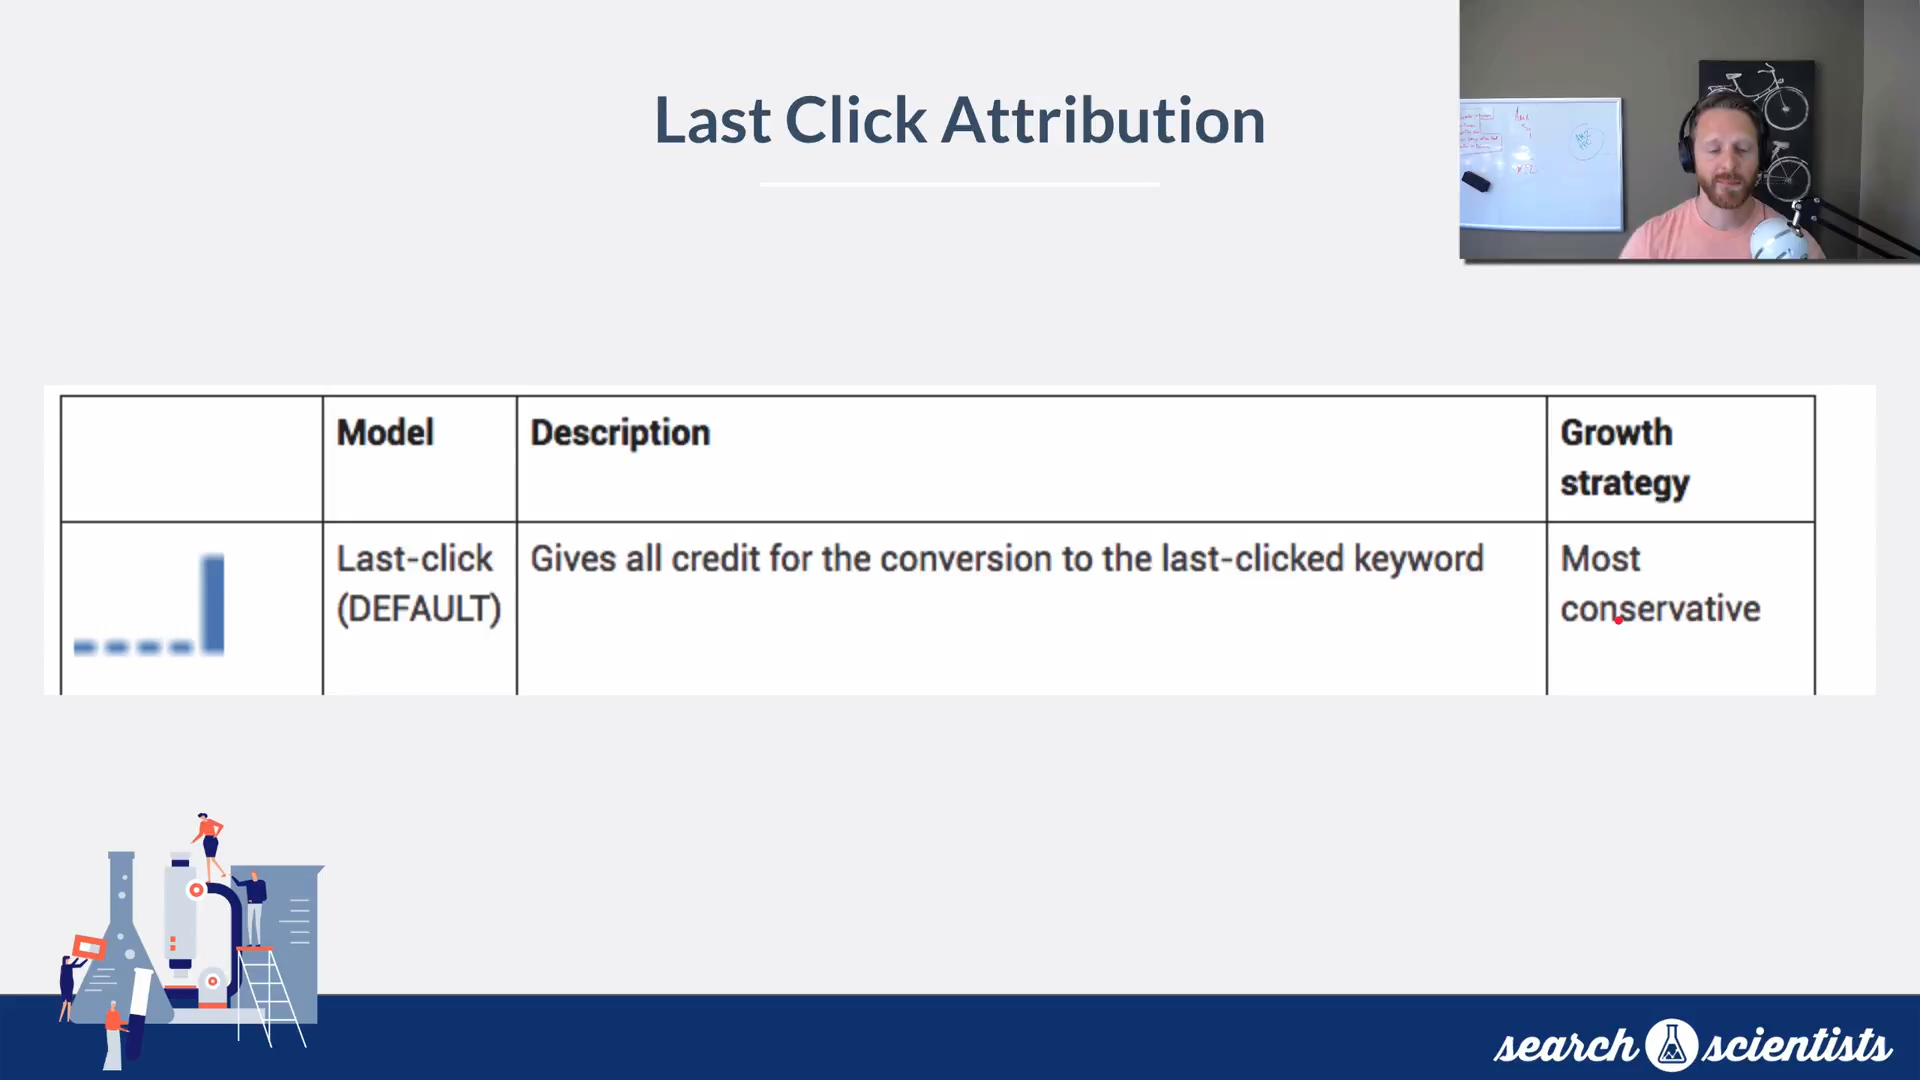 Last Click Attribution
Model
Description
Growth
strategy
Last-click
(DEFAULT)
Gives all credit for the conversion to the last-clicked keyword
Most
conservative
search scientists